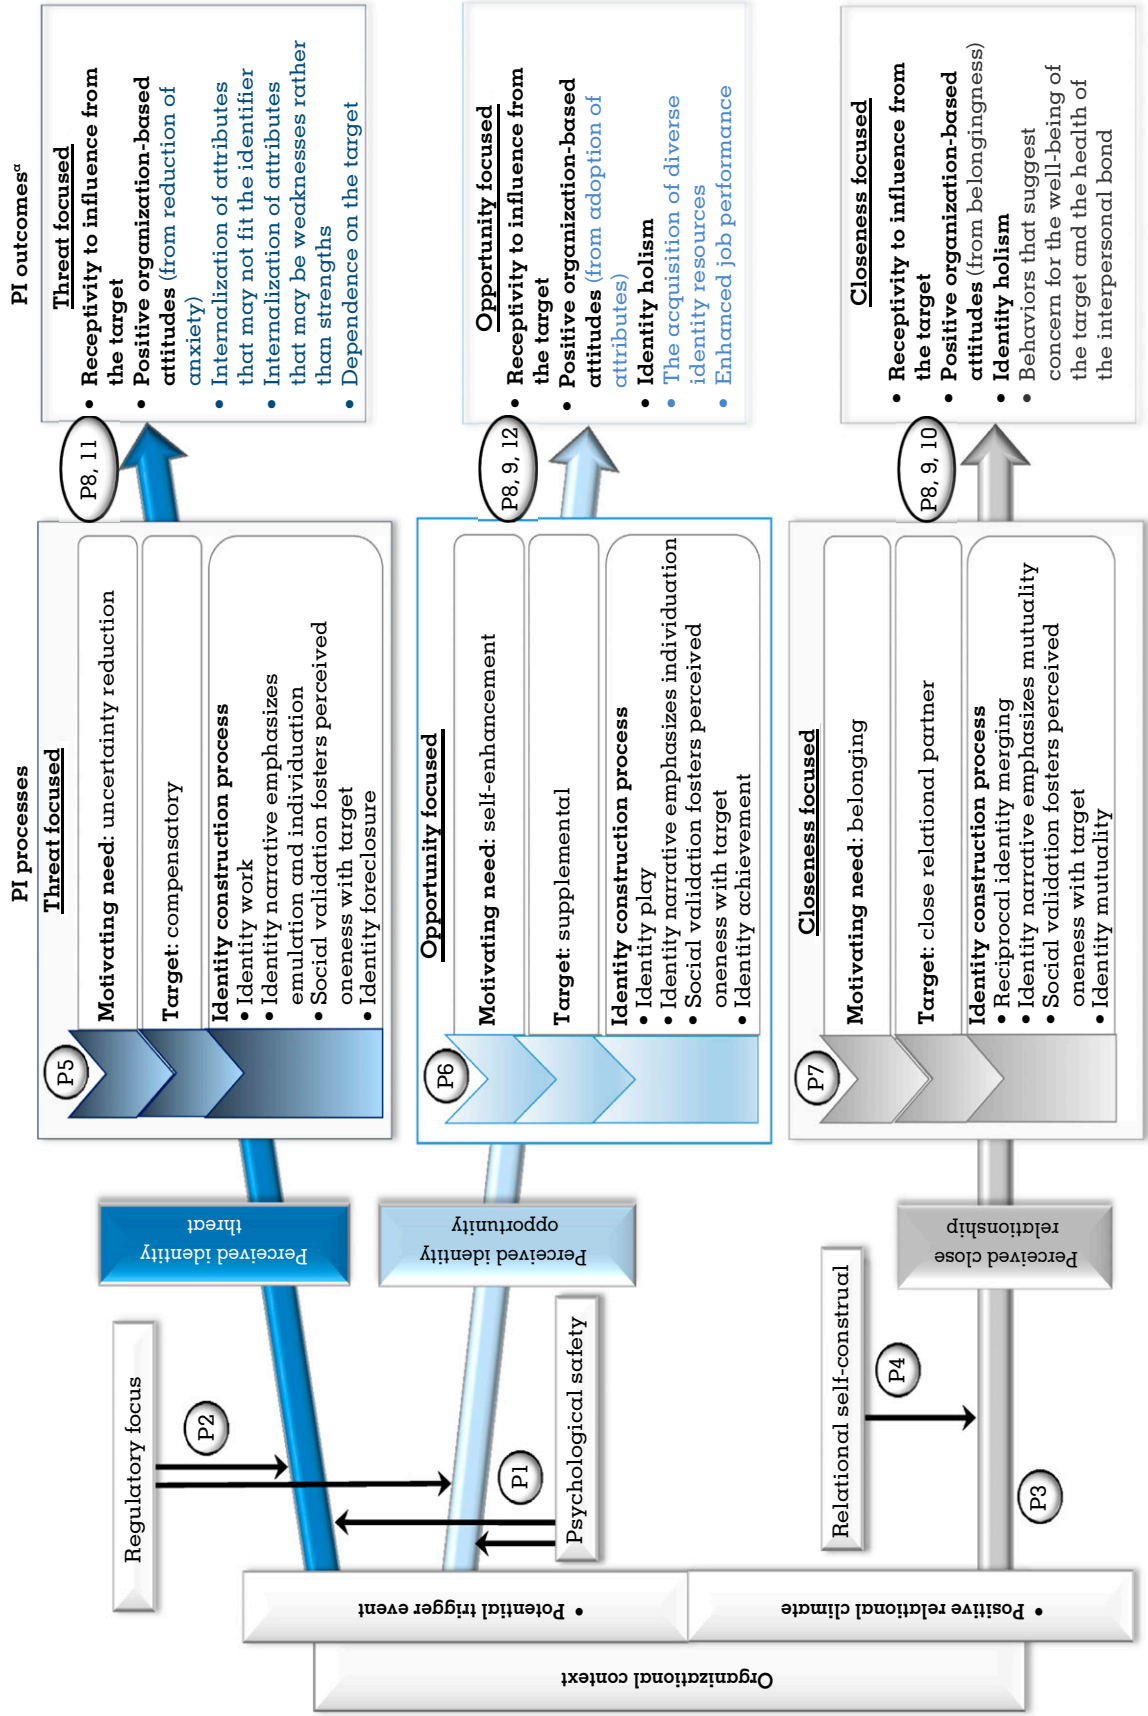 Organizational context
• Potential trigger event
• Positive relational climate
Regulatory focus
P2
P1
Psychological safety
Relational self-construal
P4
P3
Perceived identity
threat
Perceived identity
opportunity
Perceived close
relationship
PI processes
Threat focused
P5
Motivating need: uncertainty reduction
Target: compensatory
Identity construction process
• Identity work
• Identity narrative emphasizes
emulation and individuation
• Social validation fosters perceived
oneness with target
• Identity foreclosure
Opportunity focused
P6
Motivating need: self-enhancement
Target: supplemental
Identity construction process
• Identity play
• Identity narrative emphasizes individuation
• Social validation fosters perceived
oneness with target
• Identity achievement
Closeness focused
P7
Motivating need: belonging
Target: close relational partner
Identity construction process
• Reciprocal identity merging
• Identity narrative emphasizes mutuality
• Social validation fosters perceived
oneness with target
• Identity mutuality
P8, 11
P8, 9, 12
P8, 9, 10
PI outcomesᵅ
Threat focused
• Receptivity to influence from
the target
• Positive organization-based
attitudes (from reduction of
anxiety)
• Internalization of attributes
that may not fit the identifier
• Internalization of attributes
that may be weaknesses rather
than strengths
• Dependence on the target
Opportunity focused
• Receptivity to influence from
the target
• Positive organization-based
attitudes (from adoption of
attributes)
• Identity holism
• The acquisition of diverse
identity resources
• Enhanced job performance
Closeness focused
• Receptivity to influence from
the target
• Positive organization-based
attitudes (from belongingness)
• Identity holism
• Behaviors that suggest
concern for the well-being of
the target and the health of
the interpersonal bond